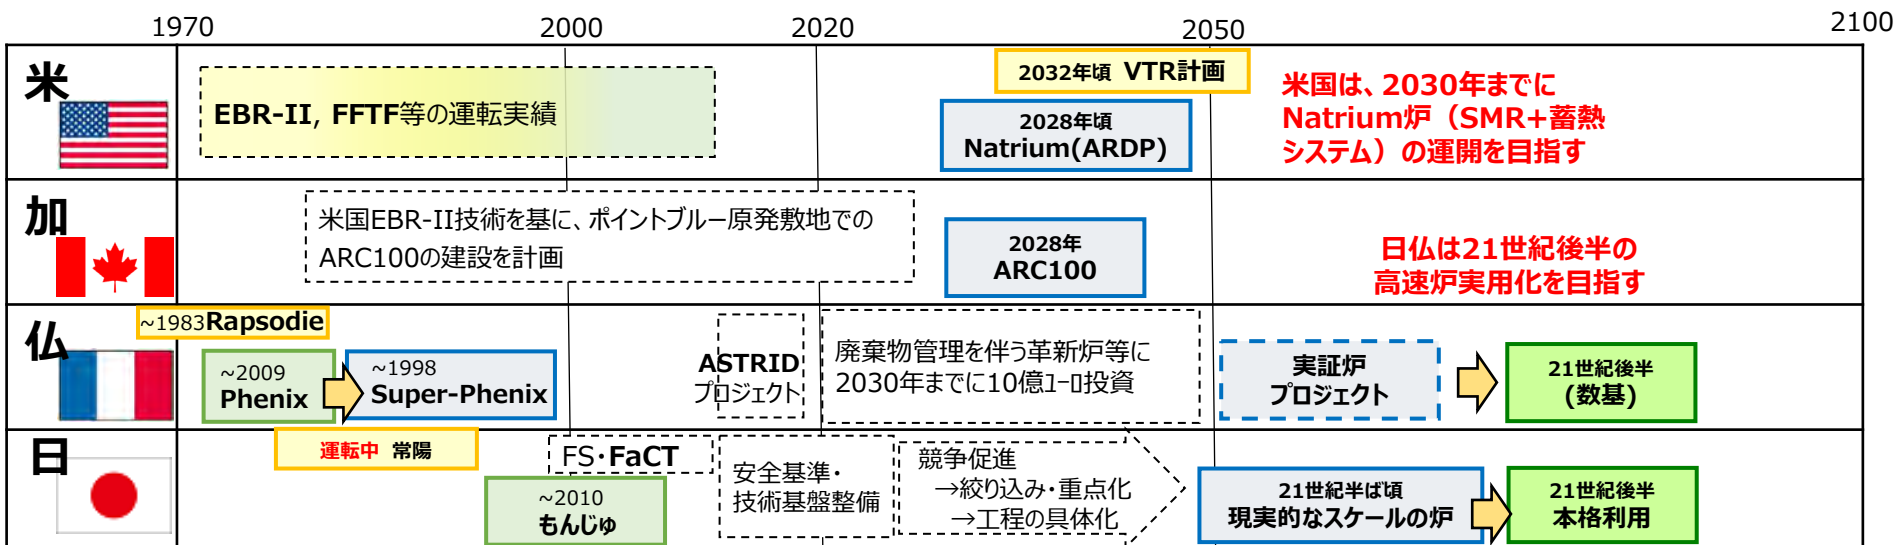 1970
2000
2020
2050
2100
米
EBR-II, FFTF等の運転実績
2032年頃 VTR計画
2028年頃
Natrium(ARDP)
米国は、2030年までに
Natrium炉（SMR+蓄熱
システム）の運開を目指す
加
米国EBR-II技術を基に、ポイントブルー原発敷地での
ARC100の建設を計画
2028年
ARC100
日仏は21世紀後半の
高速炉実用化を目指す
仏
~1983Rapsodie
~2009
Phenix
~1998
Super-Phenix
ASTRID
プロジェクト
廃棄物管理を伴う革新炉等に
2030年までに10億ﾕｰﾛ投資
実証炉
プロジェクト
21世紀後半
(数基)
日
運転中 常陽
FS・FaCT
~2010
もんじゅ
安全基準・
技術基盤整備
競争促進
→絞り込み・重点化
→工程の具体化
21世紀半ば頃
現実的なスケールの炉
21世紀後半
本格利用